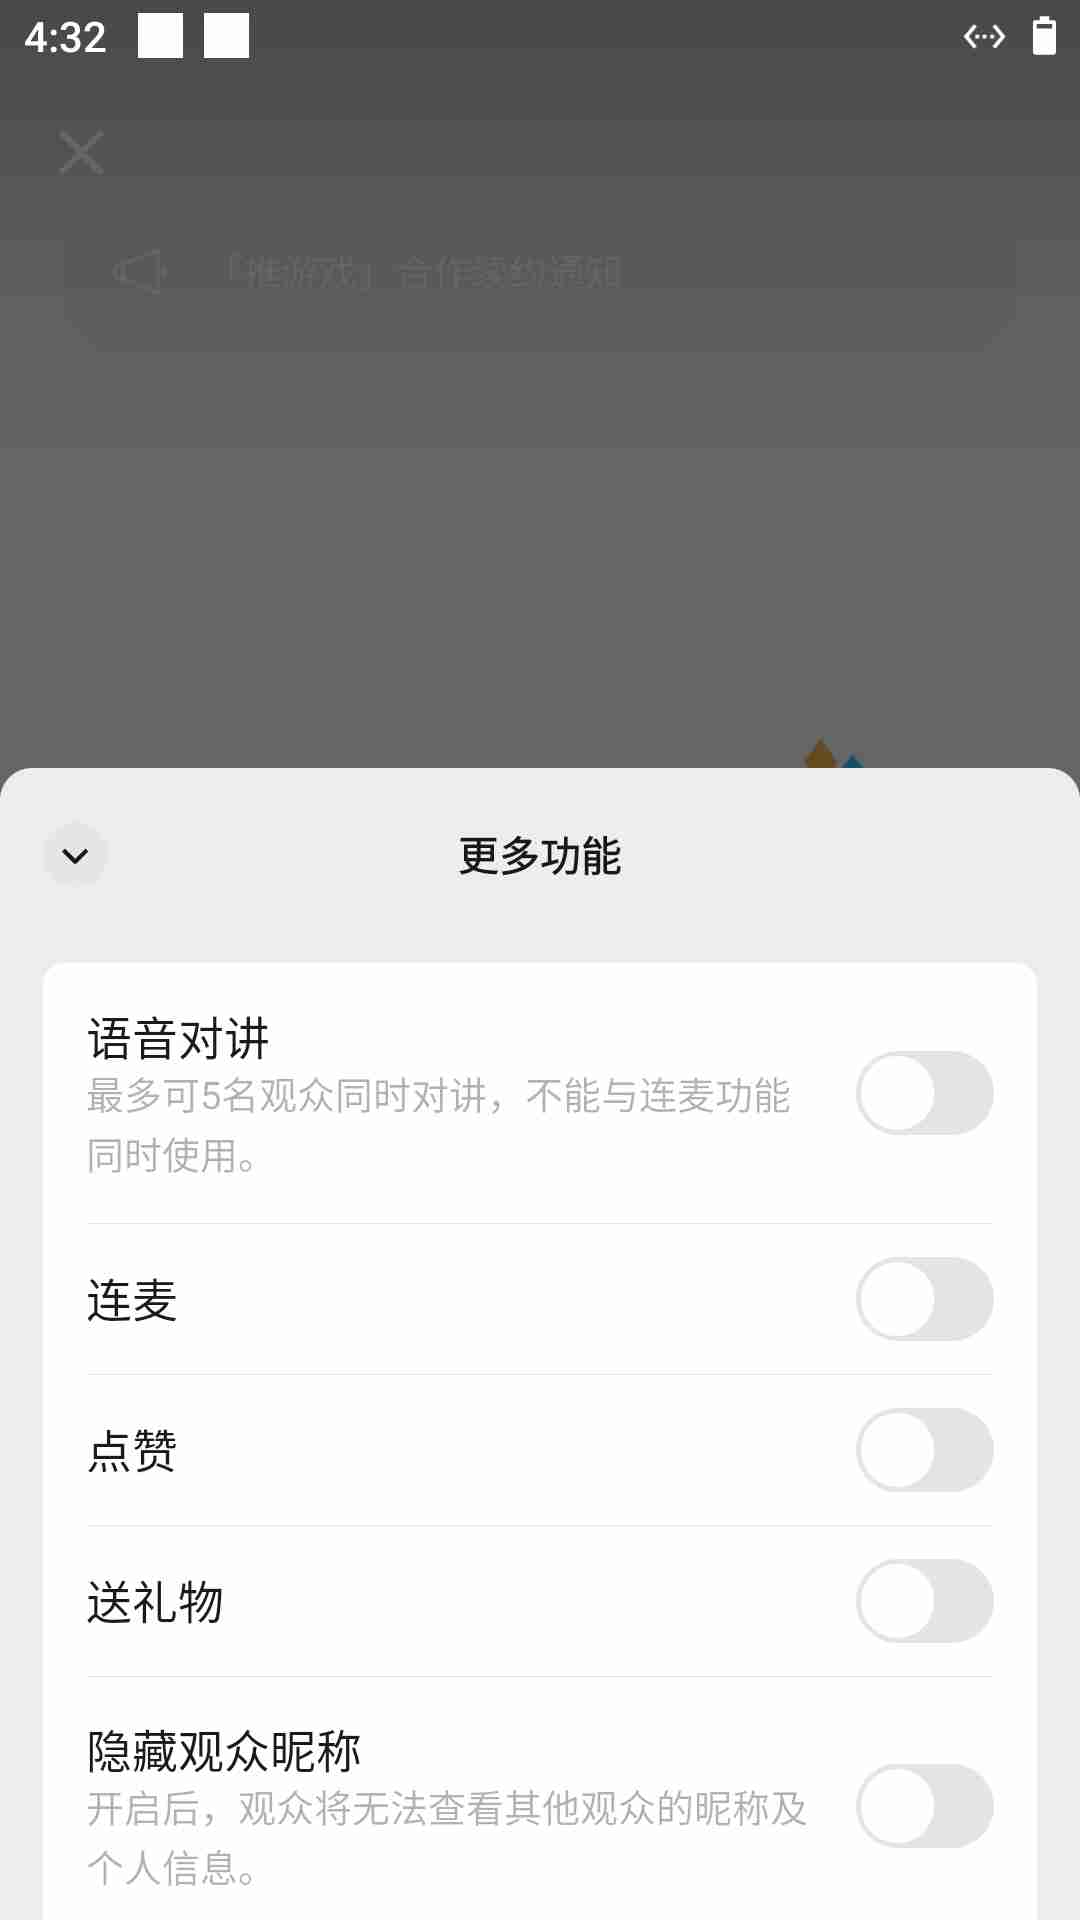 4:32
「推游戏」合作续约通知
更多功能
语音对讲
最多可5名观众同时对讲，不能与连麦功能
同时使用。
连麦
点赞
送礼物
隐藏观众昵称
开启后，观众将无法查看其他观众的昵称及
个人信息。